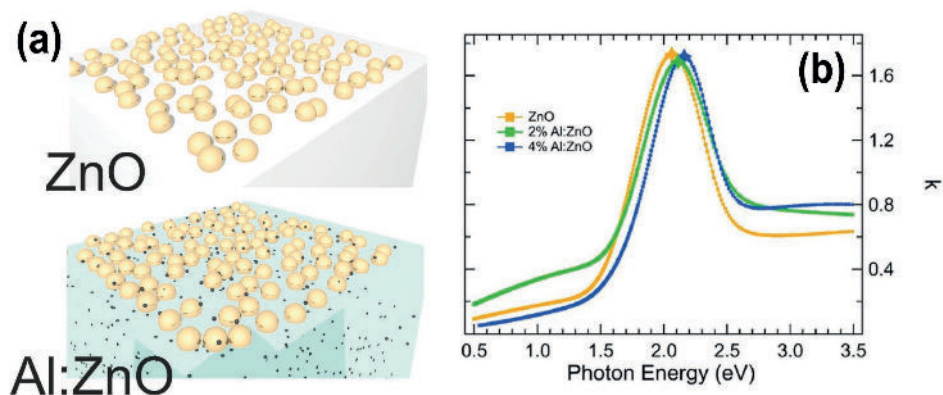 (a)
ZnO
Al:ZnO
(b)
ZnO
2% Al:ZnO
4% Al:ZnO
1.6
1.2
0.8
0.4
k
0.5 1.0 1.5 2.0 2.5 3.0 3.5
Photon Energy (eV)